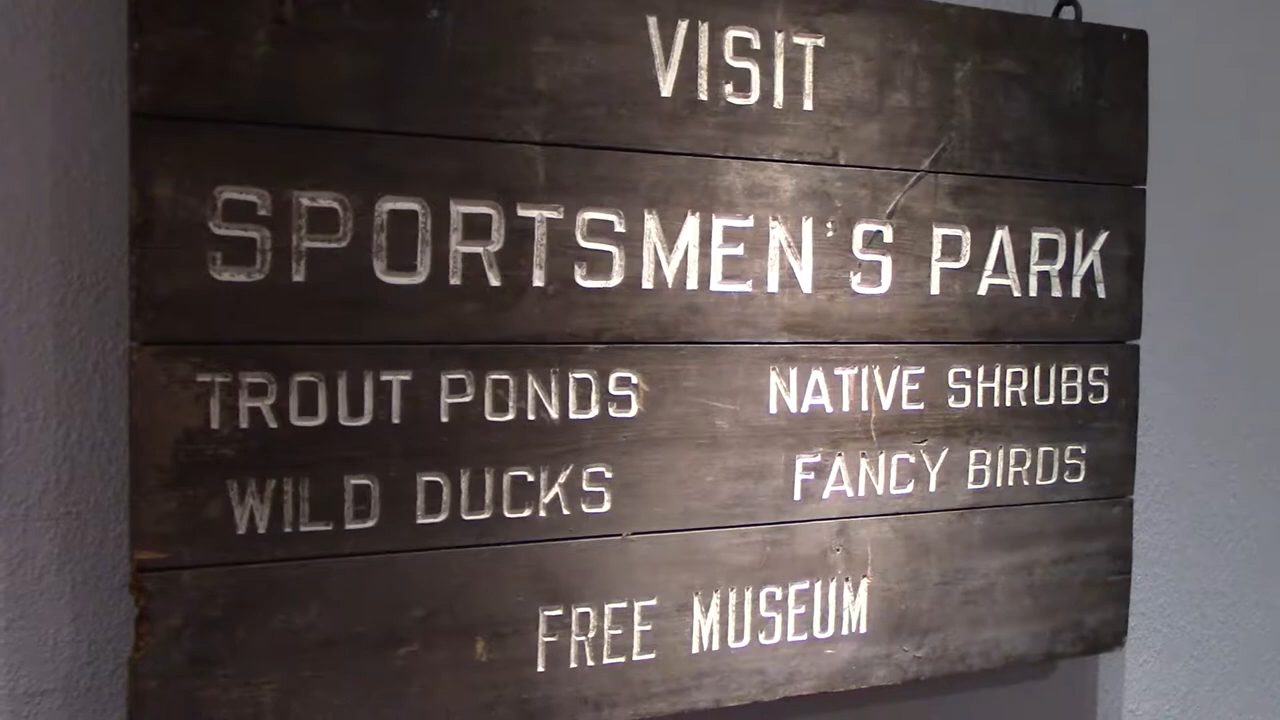 VISIT
SPORTSMEN'S PARK
TROUT PONDS NATIVE SHRUBS
WILD DUCKS FANCY BIRDS
FREE MUSEUM